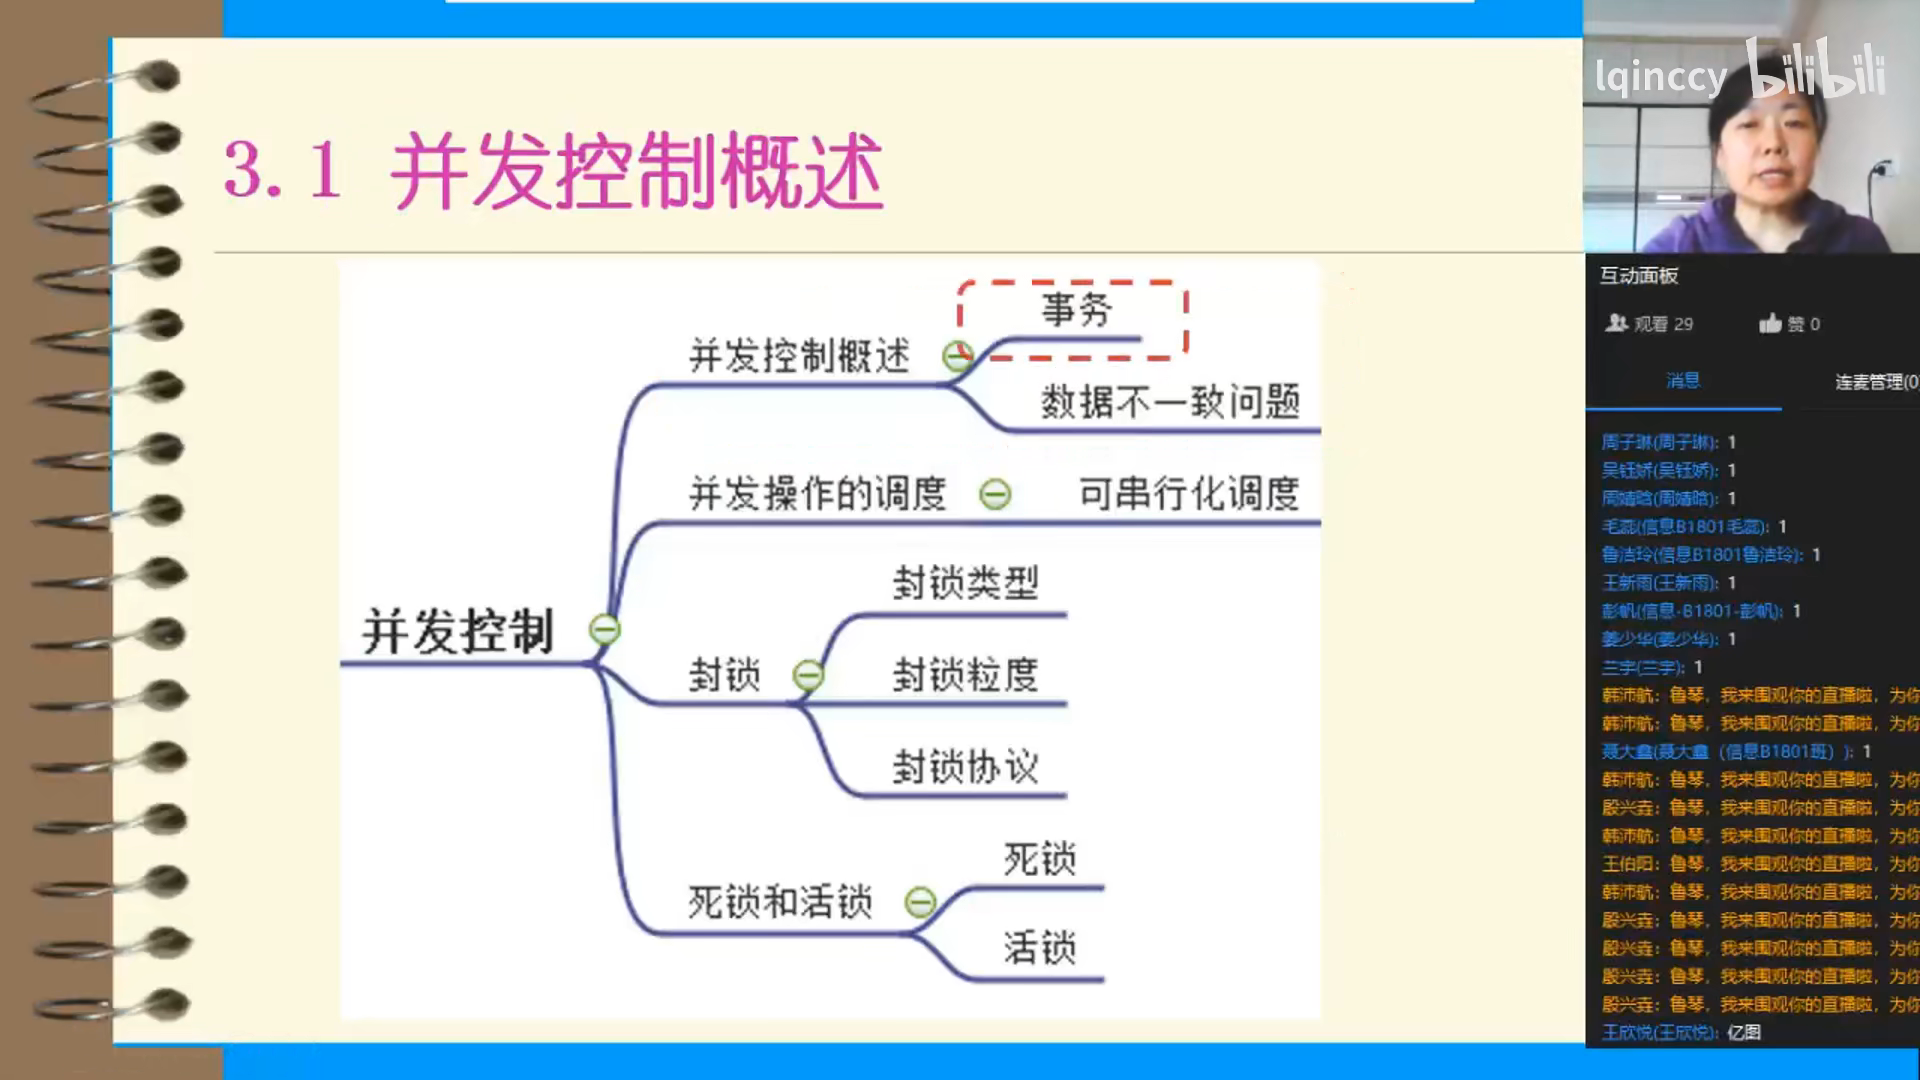 3.1 并发控制概述
事务
并发控制概述
数据不一致问题
并发操作的调度
可串行化调度
封锁类型
并发控制
封锁
封锁粒度
封锁协议
死锁
死锁和活锁
活锁
lqinccy bilibili
互动面板
观看 29
赞 0
消息
连麦管理(0
周子琳(周子琳): 1
吴钰娇(吴钰娇): 1
周婧晗(周婧晗): 1
毛蕊(信息B1801毛蕊): 1
鲁洁玲(信息B1801鲁洁玲): 1
王新雨(王新雨): 1
彭帆(信息-B1801-彭帆): 1
姜少华(姜少华): 1
兰宇(兰宇): 1
韩沛航: 鲁琴，我来围观你的直播啦，为你
韩沛航: 鲁琴，我来围观你的直播啦，为你
聂大鑫(聂大鑫（信息B1801班）): 1
韩沛航: 鲁琴，我来围观你的直播啦，为你
殷兴垚: 鲁琴，我来围观你的直播啦，为你
韩沛航: 鲁琴，我来围观你的直播啦，为你
王伯阳: 鲁琴，我来围观你的直播啦，为你
韩沛航: 鲁琴，我来围观你的直播啦，为你
殷兴垚: 鲁琴，我来围观你的直播啦，为你
殷兴垚: 鲁琴，我来围观你的直播啦，为你
殷兴垚: 鲁琴，我来围观你的直播啦，为你
殷兴垚: 鲁琴，我来围观你的直播啦，为你
王欣悦(王欣悦): 亿图